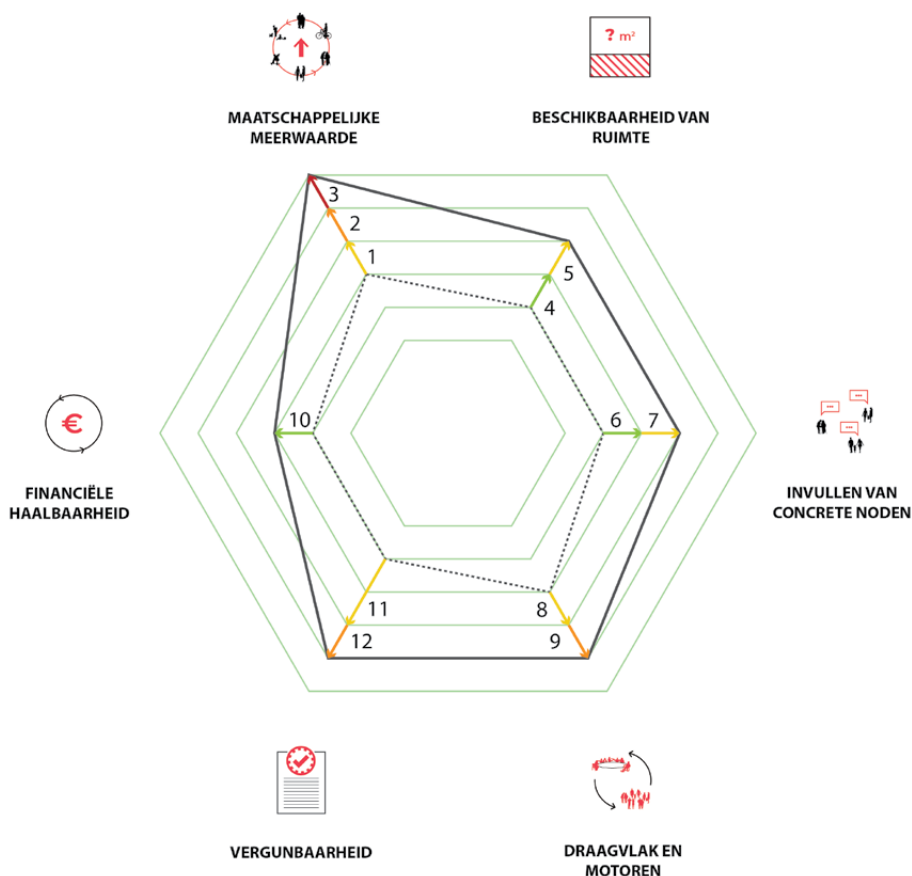 ? m²
MAATSCHAPPELIJKE
MEERWAARDE
BESCHIKBAARHEID VAN
RUIMTE
3
2
1
5
4
10
6
7
€
FINANCIËLE
HAALBAARHEID
INVULLEN VAN
CONCRETE NODEN
11
8
12
9
VERGUNBAARHEID
DRAAGVLAK EN
MOTOREN